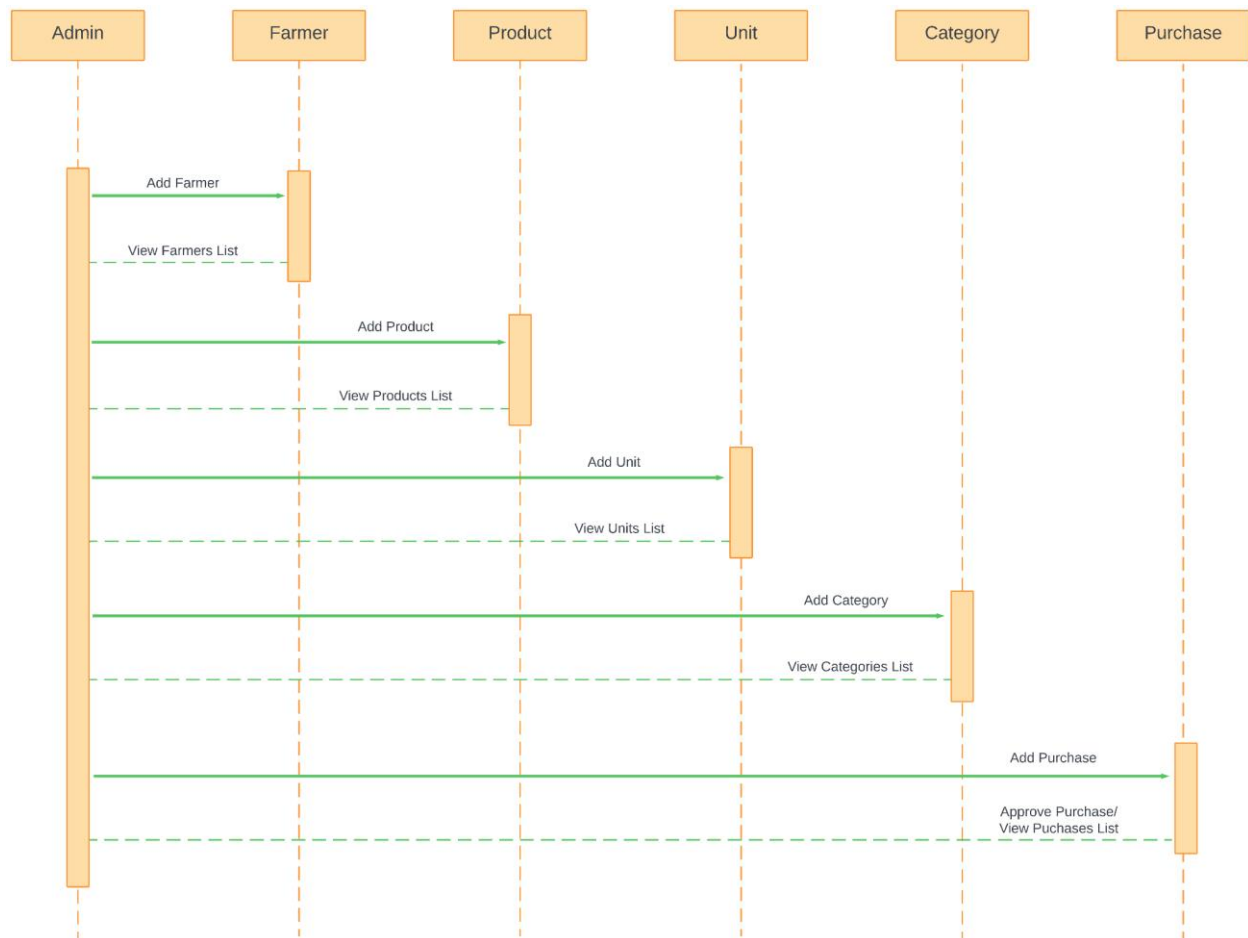 Admin
Farmer
Product
Unit
Category
Purchase
Add Farmer
View Farmers List
Add Product
View Products List
Add Unit
View Units List
Add Category
View Categories List
Add Purchase
Approve Purchase/
View Puchases List